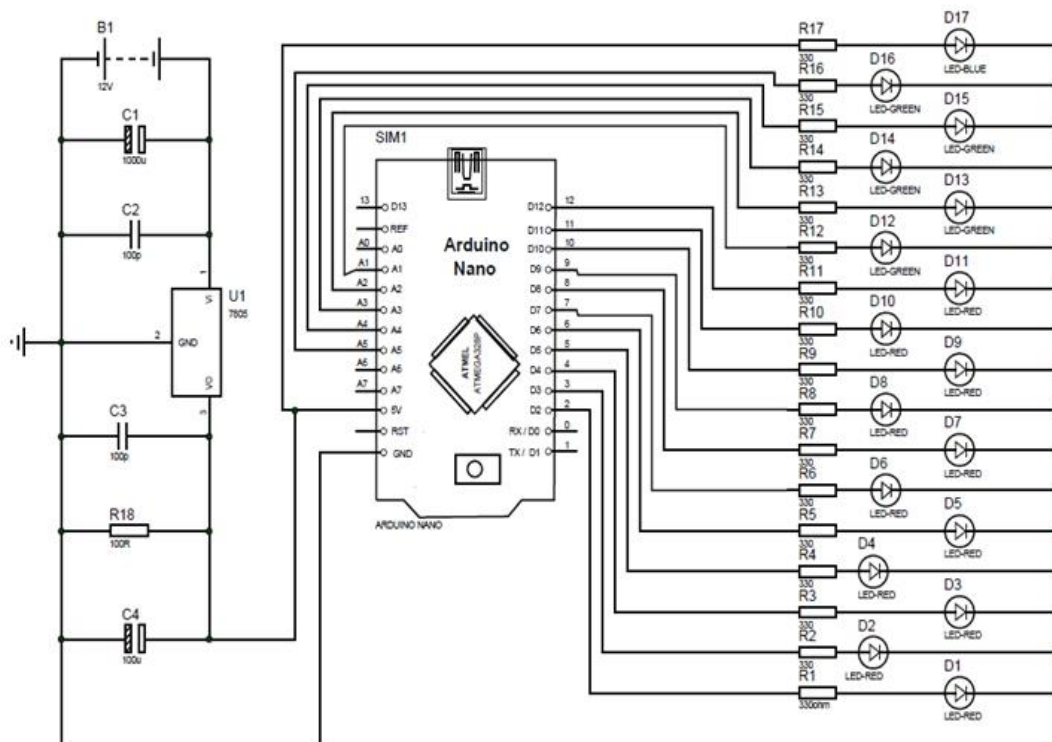 B1
12V
C1
1000u
C2
100p
1
VI
U1
7805
2
GND
VO
3
C3
100p
R18
100R
C4
100u
SIM1
Arduino
Nano
ATMEL
ATMEGA328P
13 D13
REF
A0 A0
A1 A1
A2 A2
A3 A3
A4 A4
A5 A5
A6 A6
A7 A7
5V
RST
GND
D12 12
D11 11
D10 10
D9 9
D8 8
D7 7
D6 6
D5 5
D4 4
D3 3
D2 2
RX / D0 0
TX / D1 1
ARDUINO NANO
R17
330
D17
LED-BLUE
R16
330
D16
LED-GREEN
R15
330
D15
LED-GREEN
R14
330
D14
LED-GREEN
R13
330
D13
LED-GREEN
R12
330
D12
LED-GREEN
R11
330
D11
LED-RED
R10
330
D10
LED-RED
R9
330
D9
LED-RED
R8
330
D8
LED-RED
R7
330
D7
LED-RED
R6
330
D6
LED-RED
R5
330
D5
LED-RED
R4
330
D4
LED-RED
R3
330
D3
LED-RED
R2
330
D2
LED-RED
R1
330ohm
D1
LED-RED